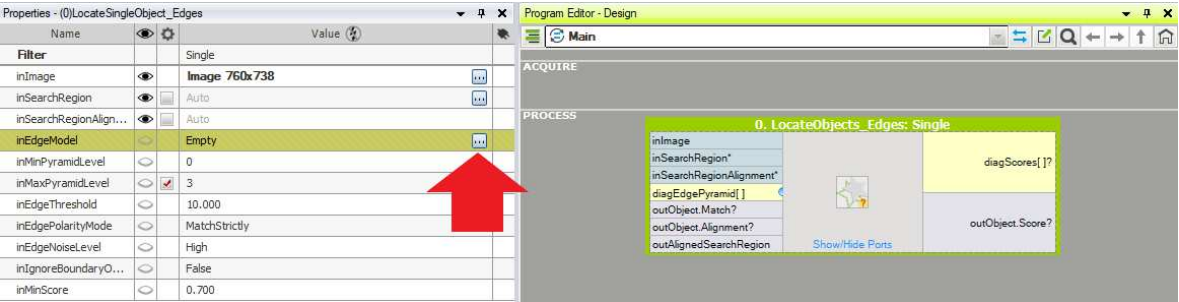 Properties - (0)LocateSingleObject_Edges
Name Value
Filter Single
inImage Image 760x738
inSearchRegion Auto
inSearchRegionAlign... Auto
inEdgeModel Empty
inMinPyramidLevel 0
inMaxPyramidLevel 3
inEdgeThreshold 10.000
inEdgePolarityMode MatchStrictly
inEdgeNoiseLevel High
inIgnoreBoundaryO... False
inMinScore 0.700
Program Editor - Design
Main
ACQUIRE
PROCESS
0. LocateObjects_Edges: Single
inImage
inSearchRegion*
inSearchRegionAlignment*
diagEdgePyramid[ ]
outObject.Match?
outObject.Alignment?
outAlignedSearchRegion
Show/Hide Ports
diagScores[ ]?
outObject.Score?